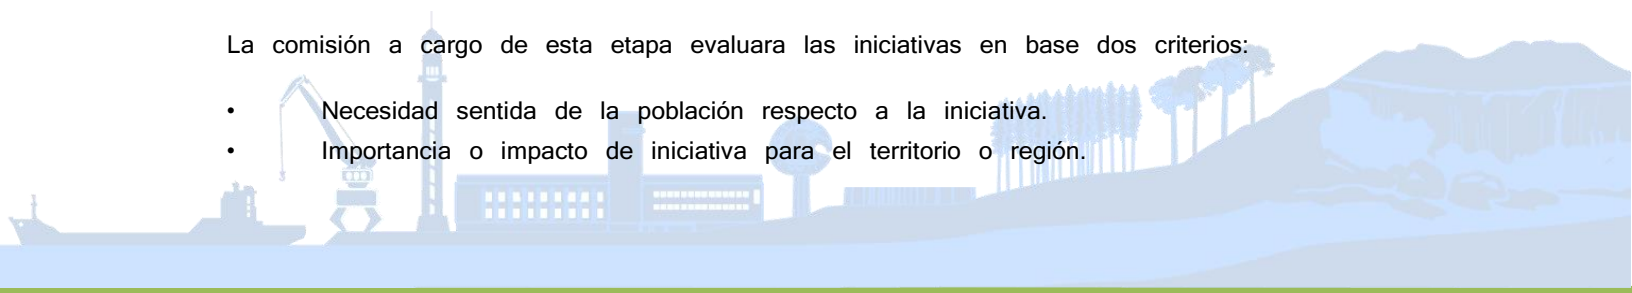 La comisión a cargo de esta etapa evaluara las iniciativas en base dos criterios:
• Necesidad sentida de la población respecto a la iniciativa.
• Importancia o impacto de iniciativa para el territorio o región.